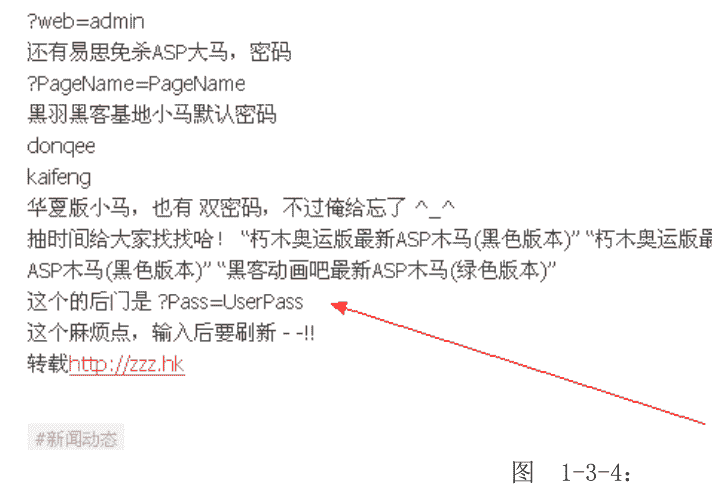 ?web=admin
还有易思免杀ASP大马，密码
?PageName=PageName
黑羽黑客基地小马默认密码
donqee
kaifeng
华夏版小马，也有 双密码，不过俺给忘了 ^_^
抽时间给大家找找哈！ “朽木奥运版最新ASP木马(黑色版本)” “朽木奥运版最
ASP木马(黑色版本)” “黑客动画吧最新ASP木马(绿色版本)”
这个的后门是 ?Pass=UserPass
这个麻烦点，输入后要刷新 - -!!
转载http://zzz.hk
#新闻动态
图 1-3-4：